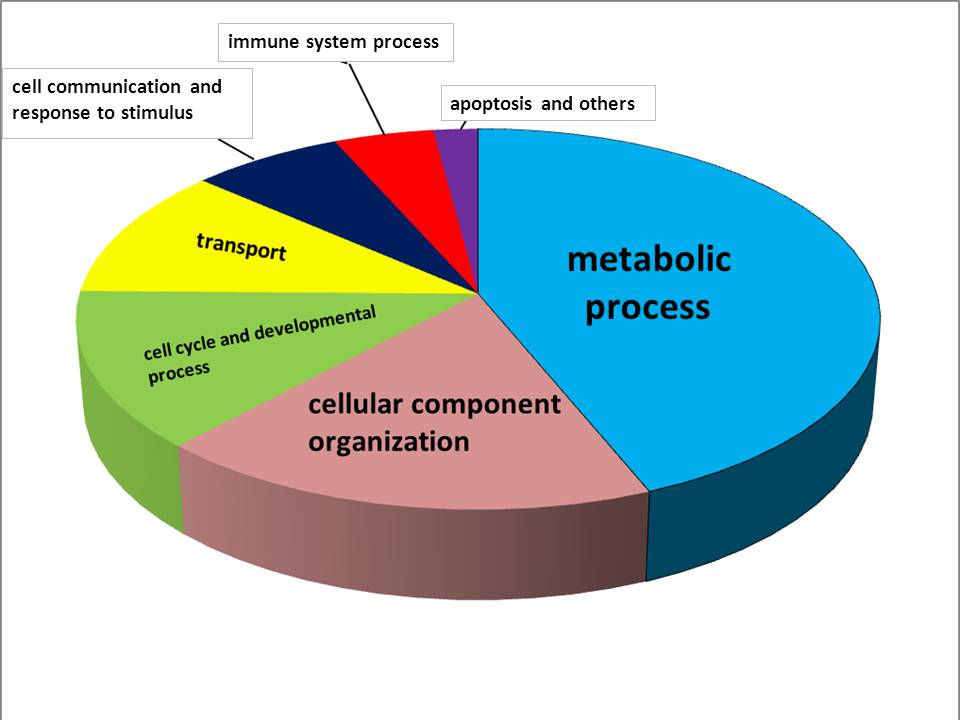 immune system process
cell communication and
response to stimulus
apoptosis and others
transport
metabolic
process
cell cycle and developmental
process
cellular component
organization